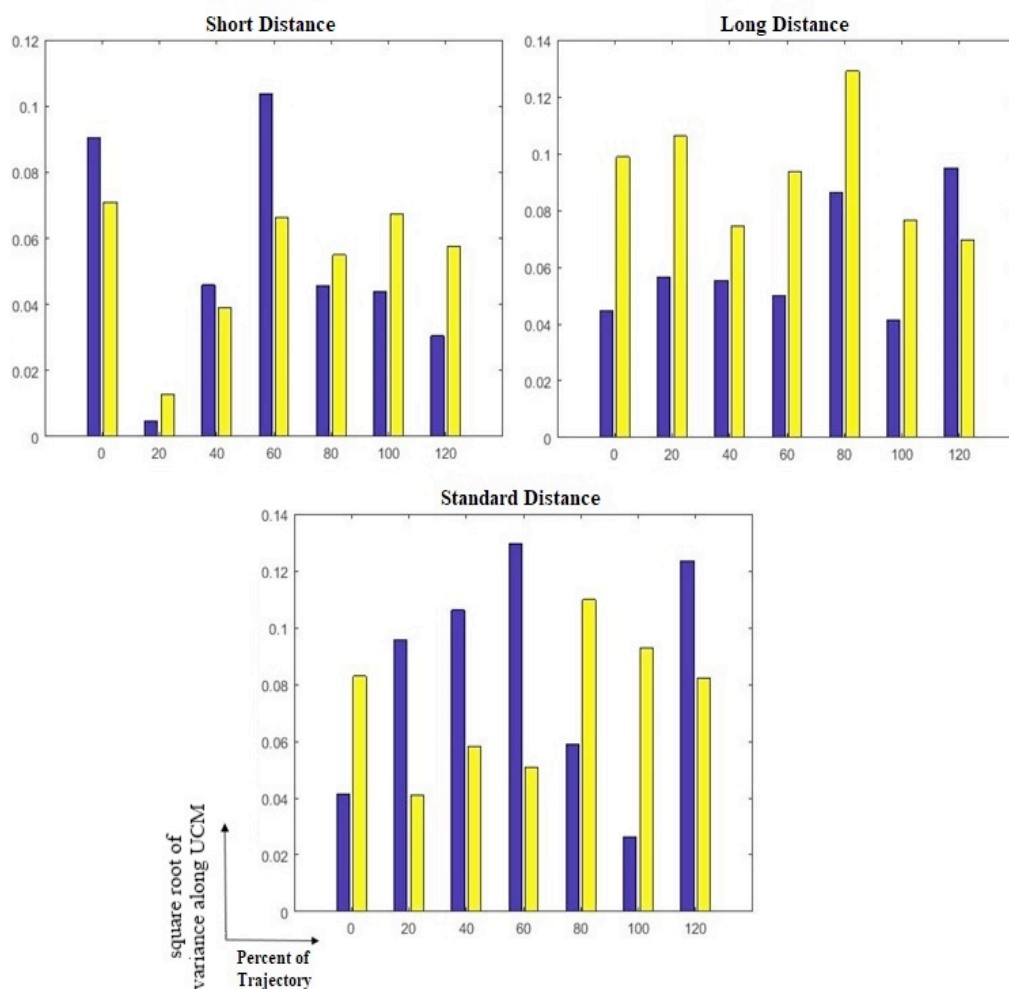 Short Distance
0.12
0.1
0.08
0.06
0.04
0.02
0
0 20 40 60 80 100 120
Long Distance
0.14
0.12
0.1
0.08
0.06
0.04
0.02
0
0 20 40 60 80 100 120
Standard Distance
0.14
0.12
0.1
0.08
0.06
0.04
0.02
0
0 20 40 60 80 100 120
square root of
variance along UCM
Percent of
Trajectory